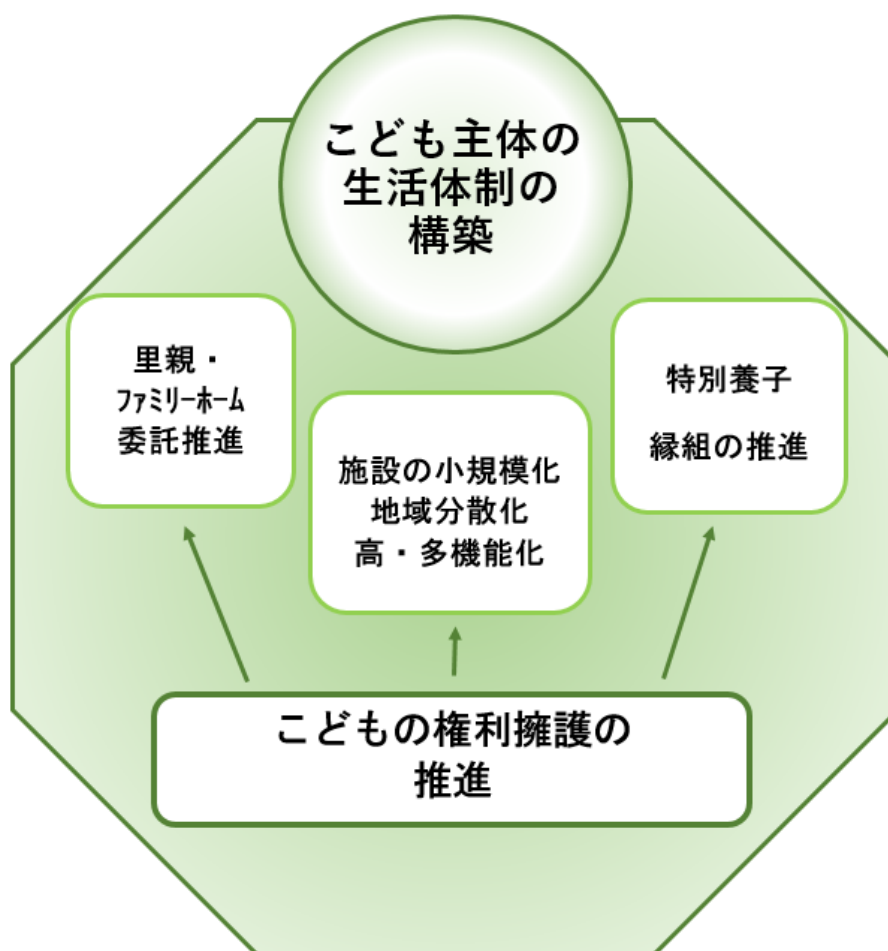 こども主体の
生活体制の
構築
里親・
ﾌｧﾐﾘｰﾎｰﾑ
委託推進
施設の小規模化
地域分散化
高・多機能化
特別養子
縁組の推進
こどもの権利擁護の
推進